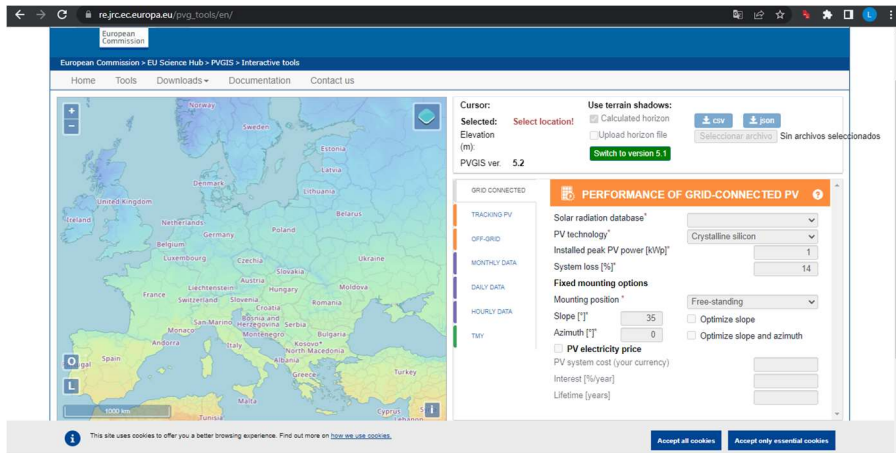 re.jrc.ec.europa.eu/pvg_tools/en/
European
Commission
European Commission > EU Science Hub > PVGIS > Interactive tools
Home Tools Downloads Documentation Contact us
+
−
Norway
Sweden
Estonia
Latvia
Denmark
Lithuania
United Kingdom
Ireland
Netherlands
Belarus
Germany
Poland
Belgium
Luxembourg
Czechia
Ukraine
Slovakia
Austria
Liechtenstein
Hungary
Moldova
France
Switzerland
Slovenia
Croatia
Romania
San Marino
Bosnia and
Herzegovina
Serbia
Monaco
Montenegro
Bulgaria
Andorra
Italy
Kosovo*
North Macedonia
Spain
Albania
Turkey
Greece
Malta
Tunisia
Cyprus
Lebanon
O
L
1000 km
i
Cursor:
Selected: Select location!
Elevation
(m):
PVGIS ver. 5.2
Use terrain shadows:
Calculated horizon
Upload horizon file
Switch to version 5.1
csv
json
Seleccionar archivo Sin archivos seleccionados
GRID CONNECTED
TRACKING PV
OFF-GRID
MONTHLY DATA
DAILY DATA
HOURLY DATA
TMY
PERFORMANCE OF GRID-CONNECTED PV ?
Solar radiation database*
PV technology* Crystalline silicon
Installed peak PV power [kWp]* 1
System loss [%]* 14
Fixed mounting options
Mounting position * Free-standing
Slope [°]* 35 Optimize slope
Azimuth [°]* 0 Optimize slope and azimuth
PV electricity price
PV system cost (your currency)
Interest [%/year]
Lifetime [years]
i This site uses cookies to offer you a better browsing experience. Find out more on how we use cookies.
Accept all cookies
Accept only essential cookies